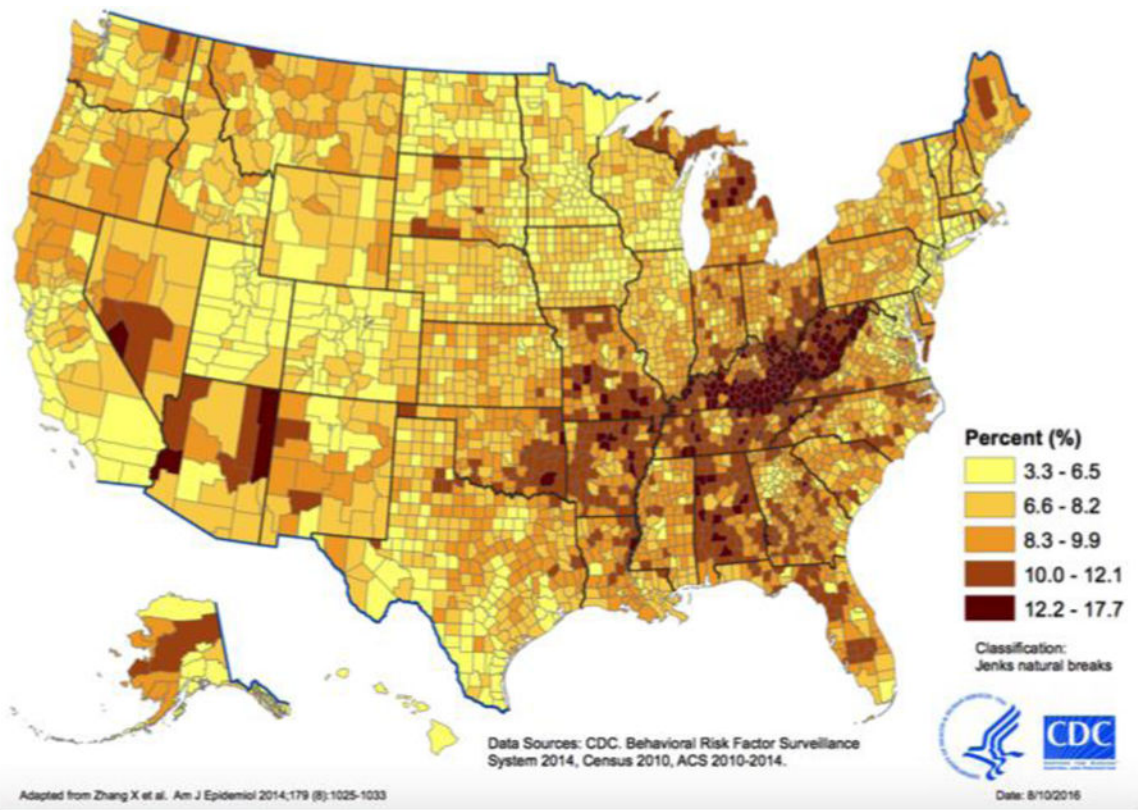 Percent (%)
3.3 - 6.5
6.6 - 8.2
8.3 - 9.9
10.0 - 12.1
12.2 - 17.7
Classification:
Jenks natural breaks
CDC
Data Sources: CDC. Behavioral Risk Factor Surveillance
System 2014, Census 2010, ACS 2010-2014.
Adapted from Zhang X et al. Am J Epidemiol 2014;179 (8):1025-1033
Date: 8/10/2016